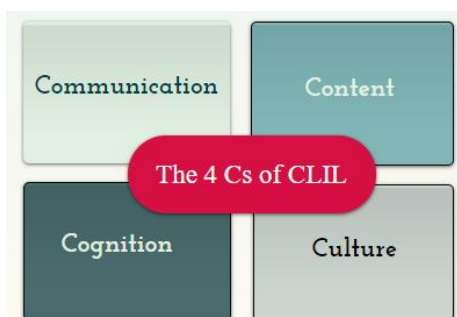 Communication
Content
The 4 Cs of CLIL
Cognition
Culture